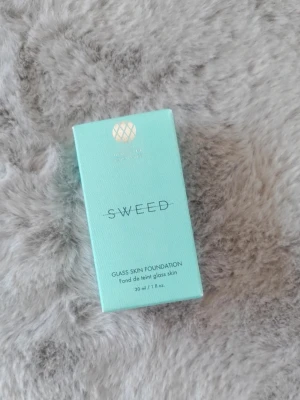 SWEED
GLASS SKIN FOUNDATION
Fond de teint glass skin
30 ml / 1 fl oz.